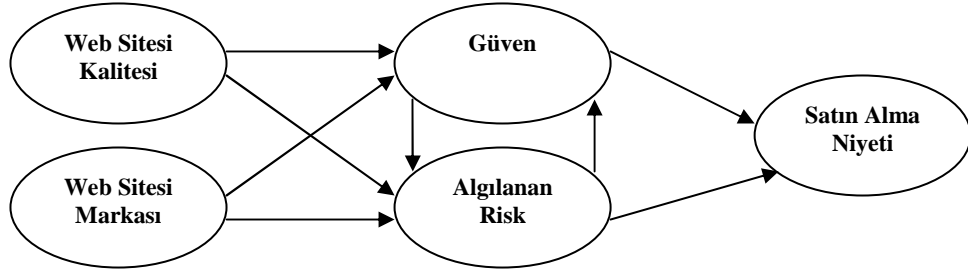 Web Sitesi
Kalitesi
Güven
Web Sitesi
Markası
Algılanan
Risk
Satın Alma
Niyeti